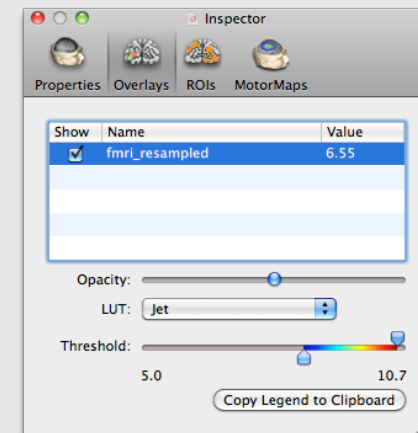 Inspector
Properties Overlays ROIs MotorMaps
Show Name Value
fmri_resampled 6.55
Opacity:
LUT: Jet
Threshold:
5.0 10.7
Copy Legend to Clipboard